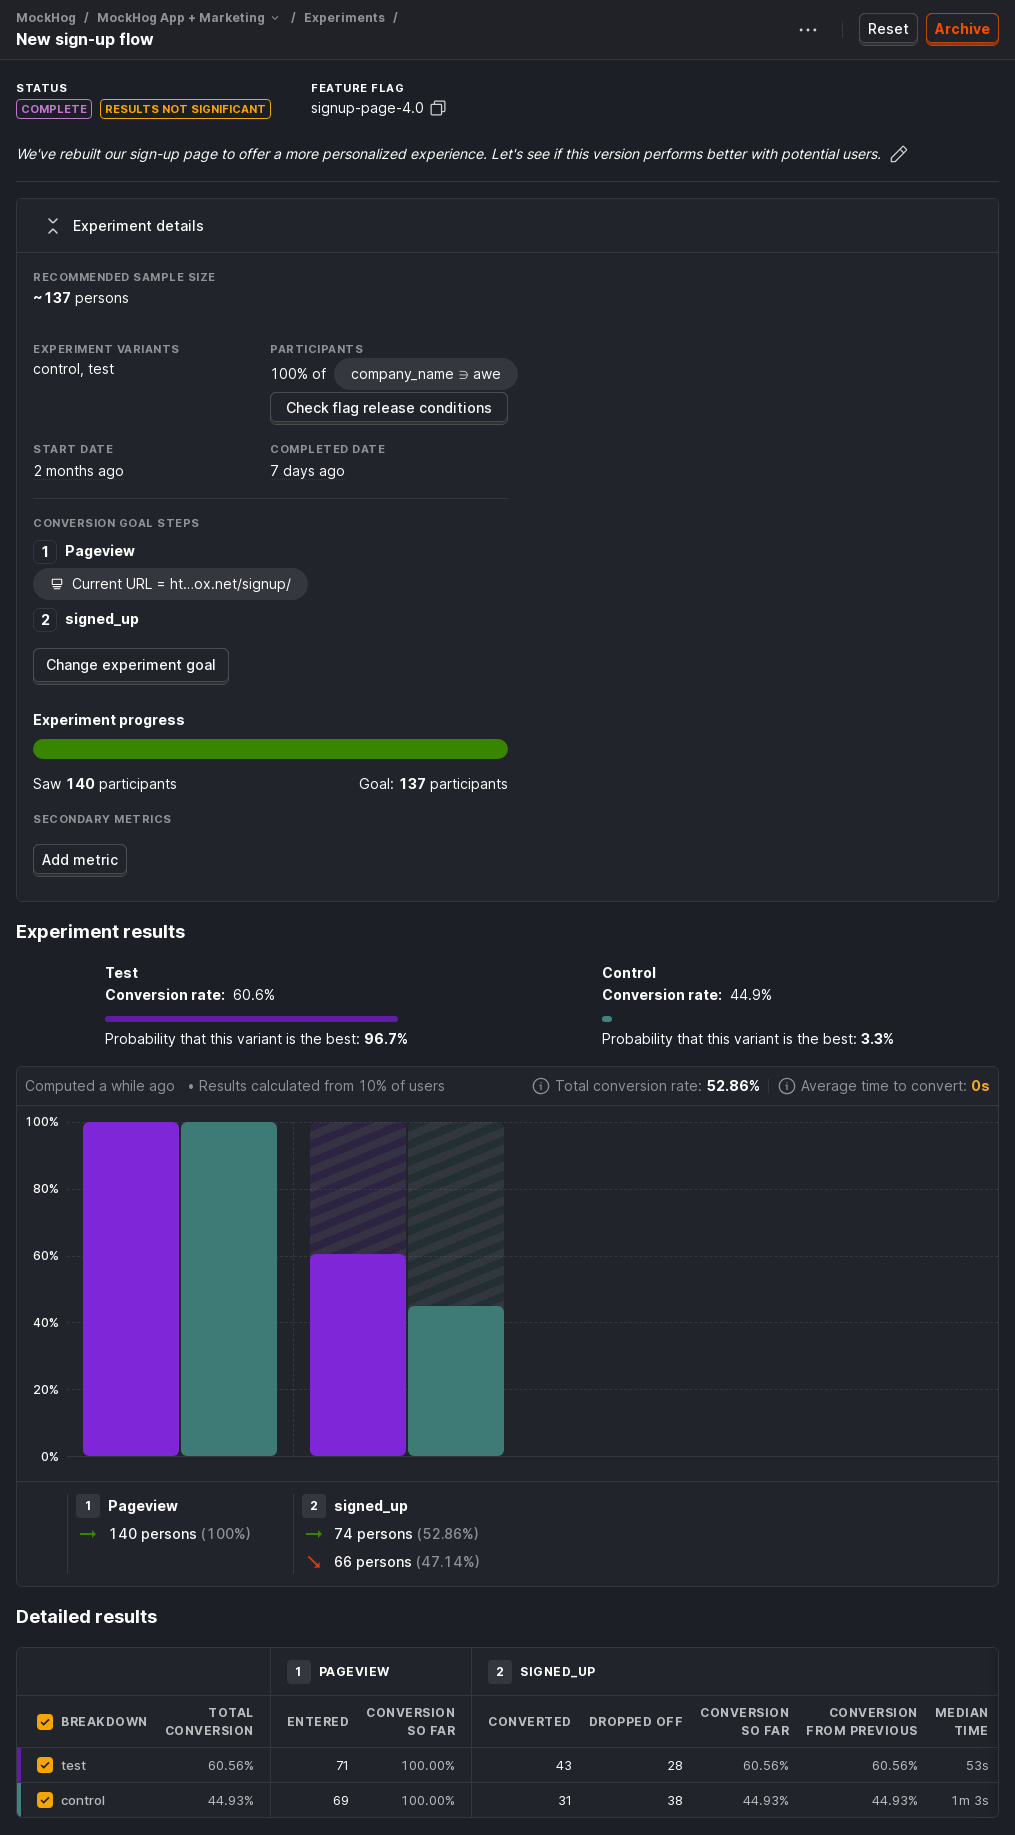 MockHog / MockHog App + Marketing / Experiments /
New sign-up flow
Reset Archive
STATUS FEATURE FLAG
COMPLETE RESULTS NOT SIGNIFICANT signup-page-4.0
We've rebuilt our sign-up page to offer a more personalized experience. Let's see if this version performs better with potential users.
Experiment details
RECOMMENDED SAMPLE SIZE
~137 persons
EXPERIMENT VARIANTS PARTICIPANTS
control, test 100% of company_name ∋ awe
Check flag release conditions
START DATE COMPLETED DATE
2 months ago 7 days ago
CONVERSION GOAL STEPS
1 Pageview
Current URL = ht...ox.net/signup/
2 signed_up
Change experiment goal
Experiment progress
Saw 140 participants Goal: 137 participants
SECONDARY METRICS
Add metric
Experiment results
Test Control
Conversion rate: 60.6% Conversion rate: 44.9%
Probability that this variant is the best: 96.7% Probability that this variant is the best: 3.3%
Computed a while ago • Results calculated from 10% of users Total conversion rate: 52.86% Average time to convert: 0s
100%
80%
60%
40%
20%
0%
1 Pageview 2 signed_up
140 persons (100%) 74 persons (52.86%)
66 persons (47.14%)
Detailed results
1 PAGEVIEW 2 SIGNED_UP
BREAKDOWN TOTAL CONVERSION ENTERED CONVERSION SO FAR CONVERTED DROPPED OFF CONVERSION SO FAR CONVERSION FROM PREVIOUS MEDIAN TIME
test 60.56% 71 100.00% 43 28 60.56% 60.56% 53s
control 44.93% 69 100.00% 31 38 44.93% 44.93% 1m 3s